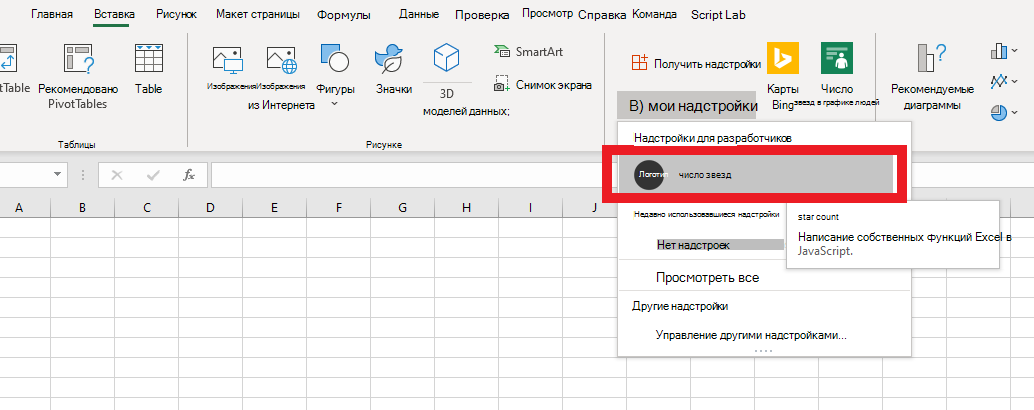 Главная Вставка Рисунок Макет страницы Формулы Данные Проверка Просмотр Справка Команда Script Lab
Table
Рекомендовано
PivotTables
Table
Таблицы
Изображения
Изображения
из Интернета
Фигуры
Значки
3D
моделей данных;
SmartArt
Снимок экрана
Рисунке
Получить надстройки
В) мои надстройки
Карты
Bing
Число
звезд в графике людей
Рекомендуемые
диаграммы
Надстройки для разработчиков
Логотип
число звезд
Недавно использовавшиеся надстройки
Нет надстроек
Просмотреть все
Другие надстройки
Управление другими надстройками...
star count
Написание собственных функций Excel в
JavaScript.
fx
A B C D E F G H I J